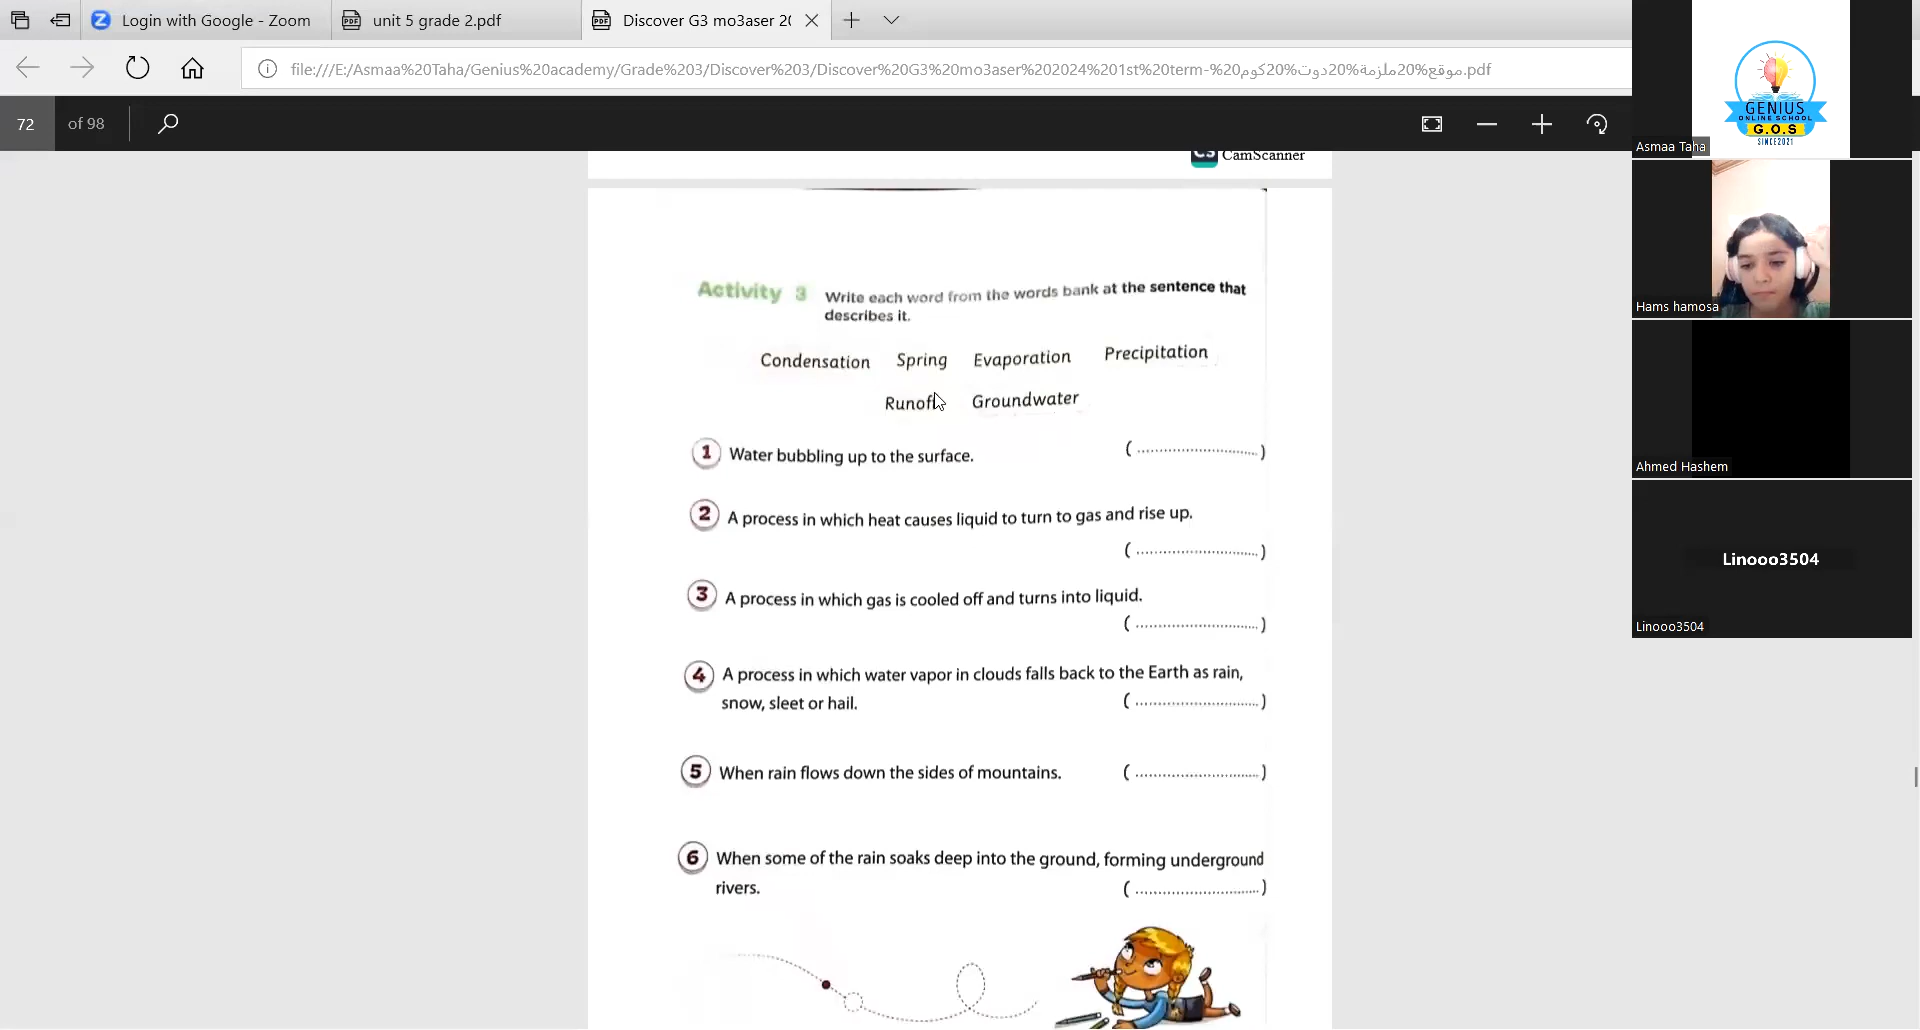 Login with Google - Zoom
unit 5 grade 2.pdf
Discover G3 mo3aser 20
file:///E:/Asmaa%20Taha/Genius%20academy/Grade%203/Discover%203/Discover%20G3%20mo3aser%202024%201st%20term-%20موقع%20ملزمة%20دوت%20كوم.pdf
72 of 98
CS CamScanner
Activity 3 Write each word from the words bank at the sentence that
describes it.
Condensation Spring Evaporation Precipitation
Runoff Groundwater
1 Water bubbling up to the surface. (..........................)
2 A process in which heat causes liquid to turn to gas and rise up.
(..........................)
3 A process in which gas is cooled off and turns into liquid.
(..........................)
4 A process in which water vapor in clouds falls back to the Earth as rain,
snow, sleet or hail. (..........................)
5 When rain flows down the sides of mountains. (..........................)
6 When some of the rain soaks deep into the ground, forming underground
rivers. (..........................)
GENIUS
ONLINE SCHOOL
G.O.S
SINCE2021
Asmaa Taha
Hams hamosa
Ahmed Hashem
Linooo3504
Linooo3504